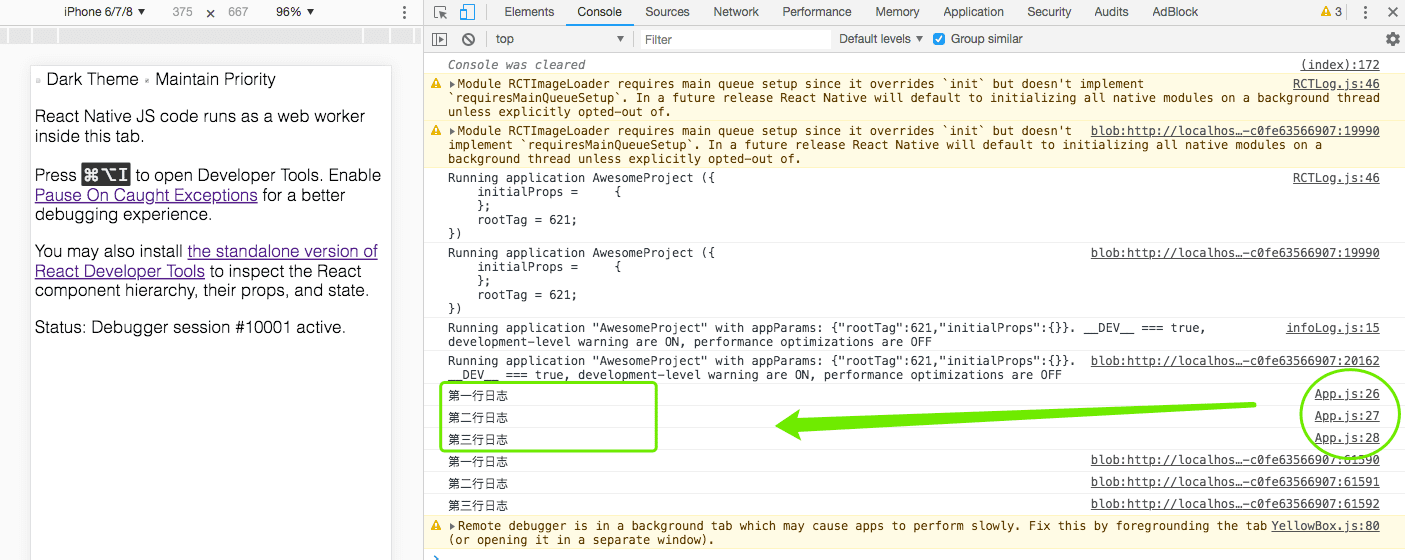 iPhone 6/7/8 ▼ 375 × 667 96% ▼
Elements Console Sources Network Performance Memory Application Security Audits AdBlock 3
top ▼ Filter Default levels ▼ Group similar
Dark Theme Maintain Priority
React Native JS code runs as a web worker
inside this tab.
Press ⌘⌥I to open Developer Tools. Enable
Pause On Caught Exceptions for a better
debugging experience.
You may also install the standalone version of
React Developer Tools to inspect the React
component hierarchy, their props, and state.
Status: Debugger session #10001 active.
Console was cleared (index):172
▸Module RCTImageLoader requires main queue setup since it overrides `init` but doesn't implement RCTLog.js:46
`requiresMainQueueSetup`. In a future release React Native will default to initializing all native modules on a background thread
unless explicitly opted-out of.
▸Module RCTImageLoader requires main queue setup since it overrides `init` but doesn't blob:http://localhos…-c0fe63566907:19990
implement `requiresMainQueueSetup`. In a future release React Native will default to initializing all native modules on a
background thread unless explicitly opted-out of.
Running application AwesomeProject ({ RCTLog.js:46
initialProps = {
};
rootTag = 621;
})
Running application AwesomeProject ({ blob:http://localhos…-c0fe63566907:19990
initialProps = {
};
rootTag = 621;
})
Running application "AwesomeProject" with appParams: {"rootTag":621,"initialProps":{}}. __DEV__ === true, infoLog.js:15
development-level warning are ON, performance optimizations are OFF
Running application "AwesomeProject" with appParams: {"rootTag":621,"initialProps":{}}. blob:http://localhos…-c0fe63566907:20162
__DEV__ === true, development-level warning are ON, performance optimizations are OFF
第一行日志 App.js:26
第二行日志 App.js:27
第三行日志 App.js:28
第一行日志 blob:http://localhos…-c0fe63566907:61590
第二行日志 blob:http://localhos…-c0fe63566907:61591
第三行日志 blob:http://localhos…-c0fe63566907:61592
▸Remote debugger is in a background tab which may cause apps to perform slowly. Fix this by foregrounding the tab YellowBox.js:80
(or opening it in a separate window).